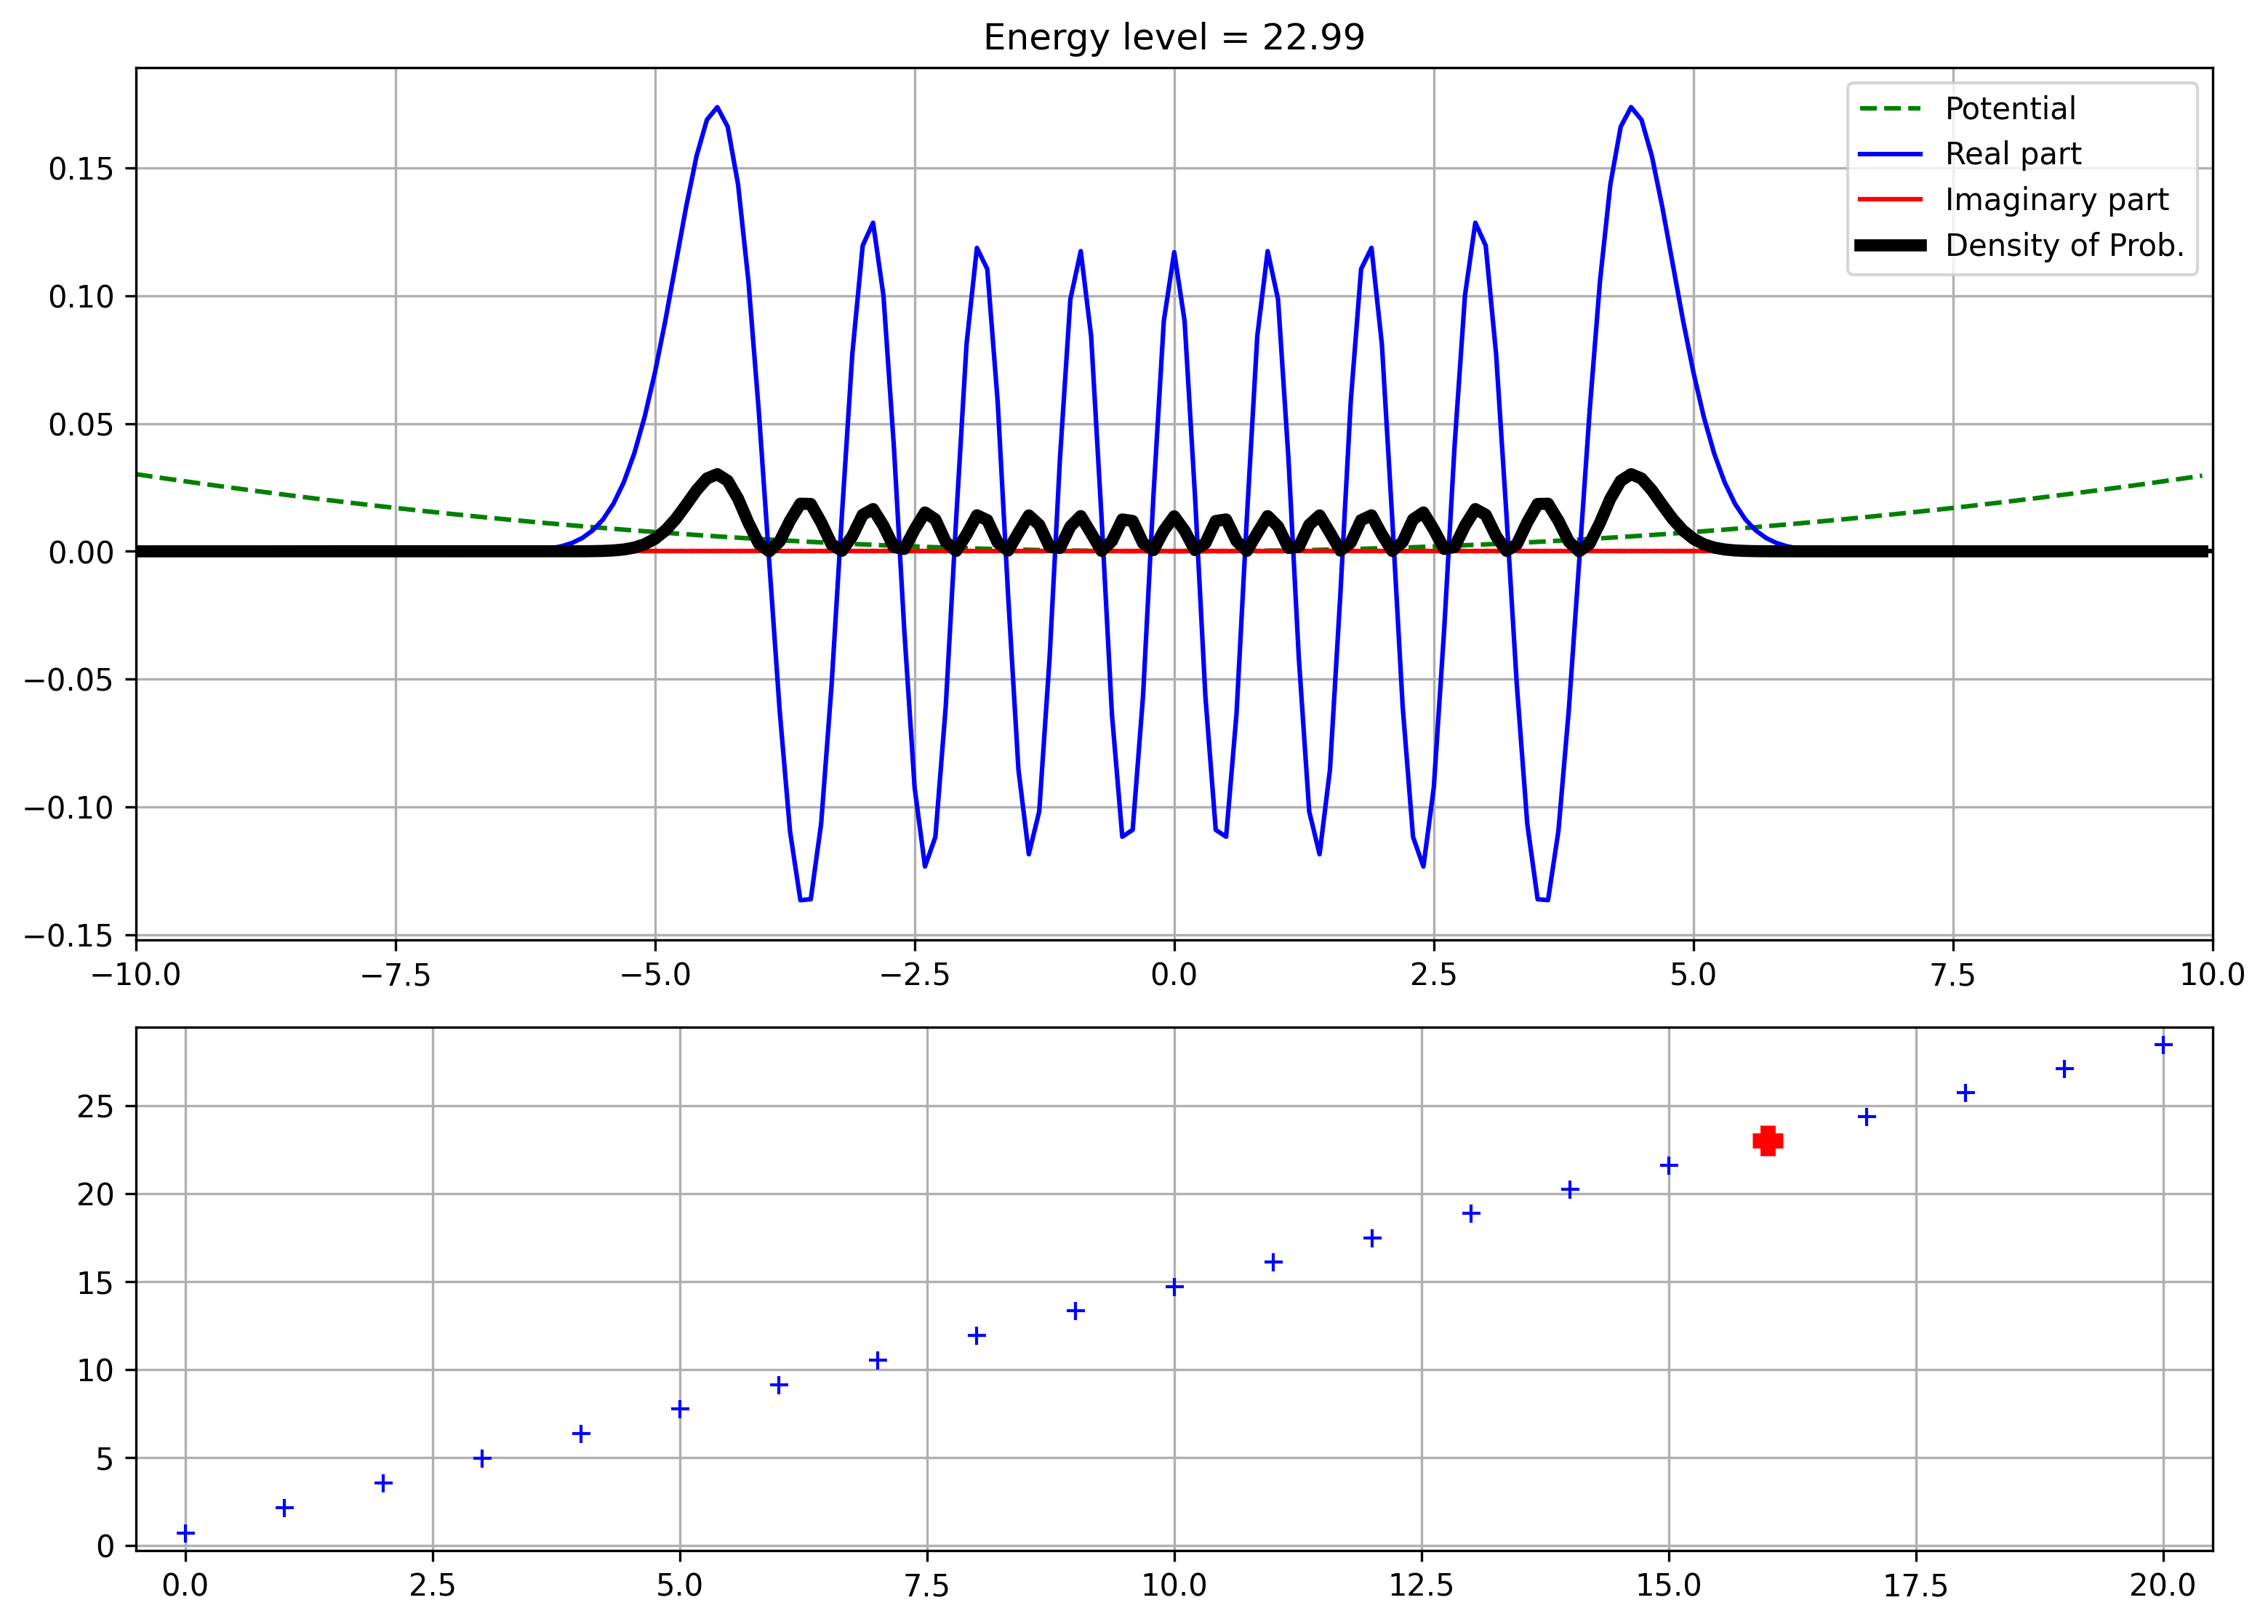 Energy level = 22.99
Potential
Real part
Imaginary part
Density of Prob.
0.15
0.10
0.05
0.00
−0.05
−0.10
−0.15
−10.0 −7.5 −5.0 −2.5 0.0 2.5 5.0 7.5 10.0
25
20
15
10
5
0
0.0 2.5 5.0 7.5 10.0 12.5 15.0 17.5 20.0